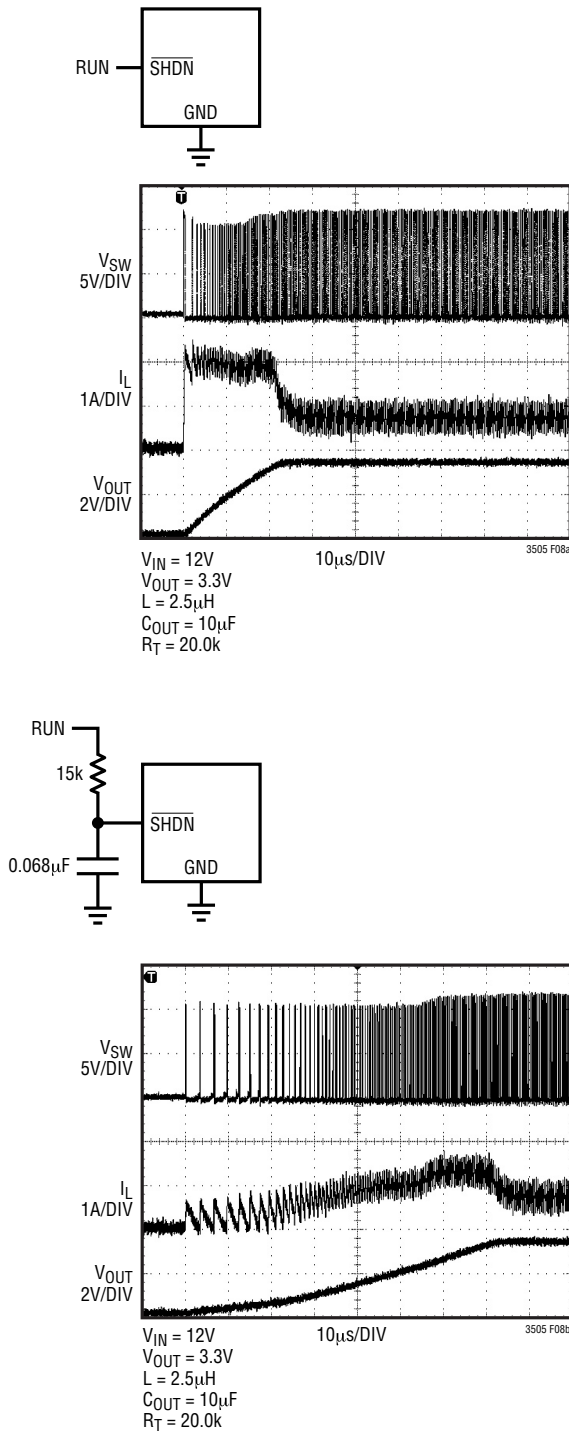 RUN
SHDN
GND
T
VSW
5V/DIV
IL
1A/DIV
VOUT
2V/DIV
VIN = 12V
VOUT = 3.3V
L = 2.5µH
COUT = 10µF
RT = 20.0k
10µs/DIV
3505 F08a
RUN
15k
SHDN
0.068µF
GND
T
VSW
5V/DIV
IL
1A/DIV
VOUT
2V/DIV
VIN = 12V
VOUT = 3.3V
L = 2.5µH
COUT = 10µF
RT = 20.0k
10µs/DIV
3505 F08b